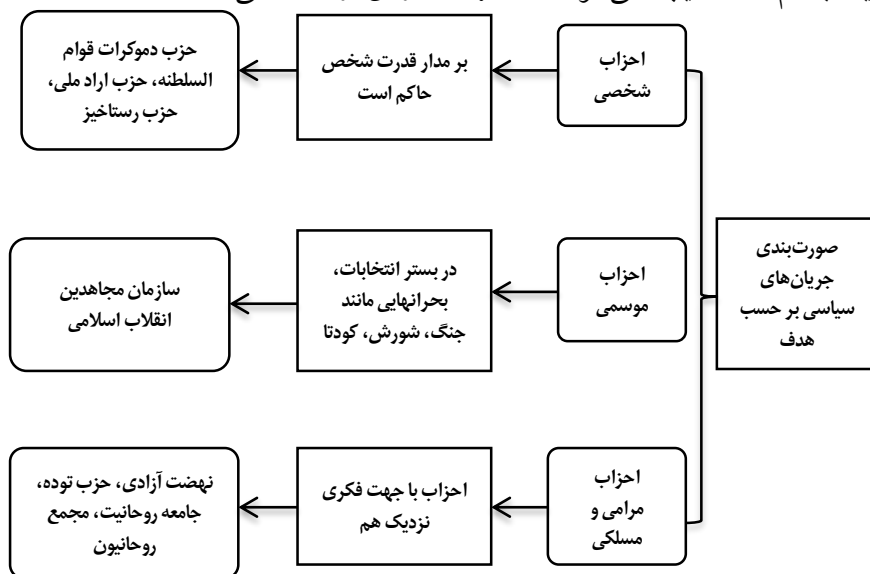 احزاب
شخصی
بر مدار قدرت شخص
حاکم است
حزب دموکرات قوام
السلطنه، حزب اراد ملی،
حزب رستاخیز
صورت‌بندی
جریان‌های
سیاسی بر حسب
هدف
احزاب
موسمی
در بستر انتخابات،
بحرانهایی مانند
جنگ، شورش، کودتا
سازمان مجاهدین
انقلاب اسلامی
احزاب
مرامی و
مسلکی
احزاب با جهت فکری
نزدیک هم
نهضت آزادی، حزب توده،
جامعه روحانیت، مجمع
روحانیون